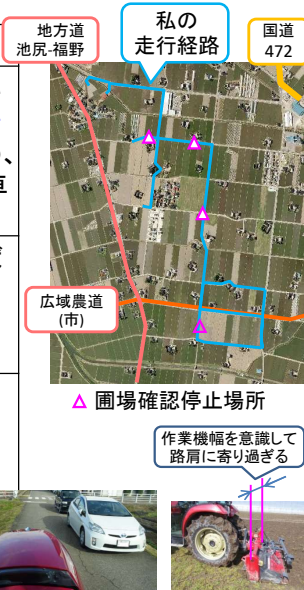 地方道
池尻-福野
私の
走行経路
国道
472
広域農道
(市)
△ 圃場確認停止場所
作業機幅を意識して
路肩に寄り過ぎる